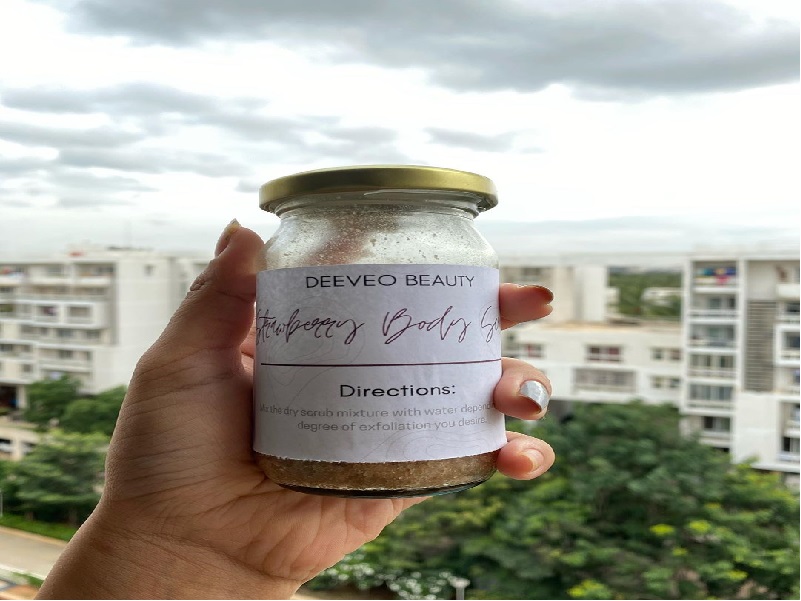 DEEVEO BEAUTY
Strawberry Body
Directions:
the dry scrub mixture with water
degree of exfoliation you desire.